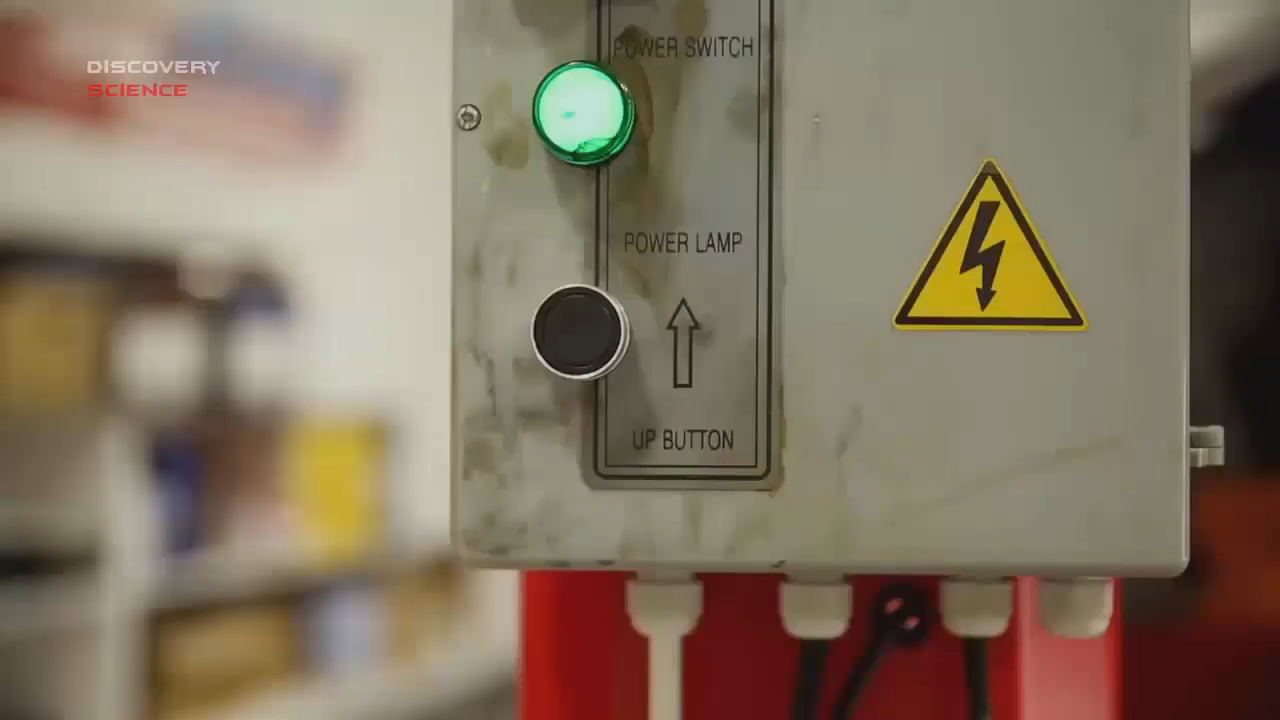 DISCOVERY
SCIENCE
POWER SWITCH
POWER LAMP
UP BUTTON